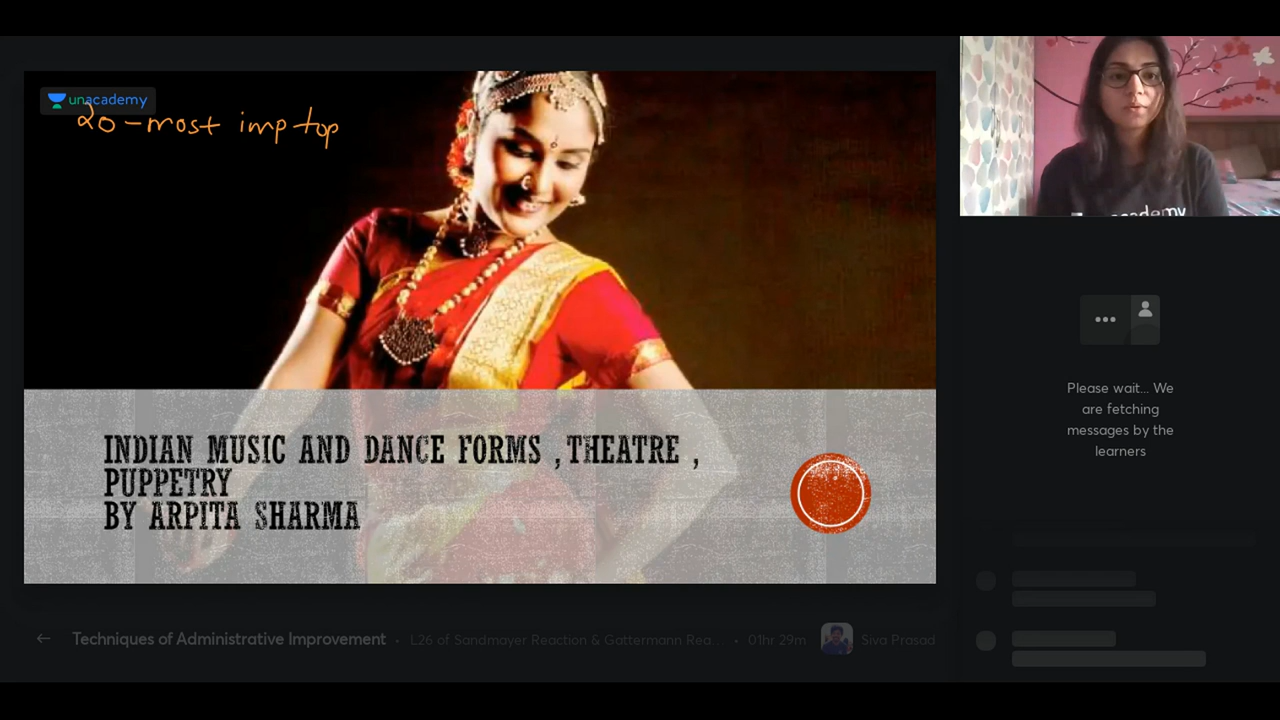 unacademy
20-most imp top
INDIAN MUSIC AND DANCE FORMS , THEATRE ,
PUPPETRY
BY ARPITA SHARMA
Please wait... We
are fetching
messages by the
learners
Techniques of Administrative Improvement • L26 of Sandmayer Reaction & Gattermann Rea... • 01hr 29m Siva Prasad